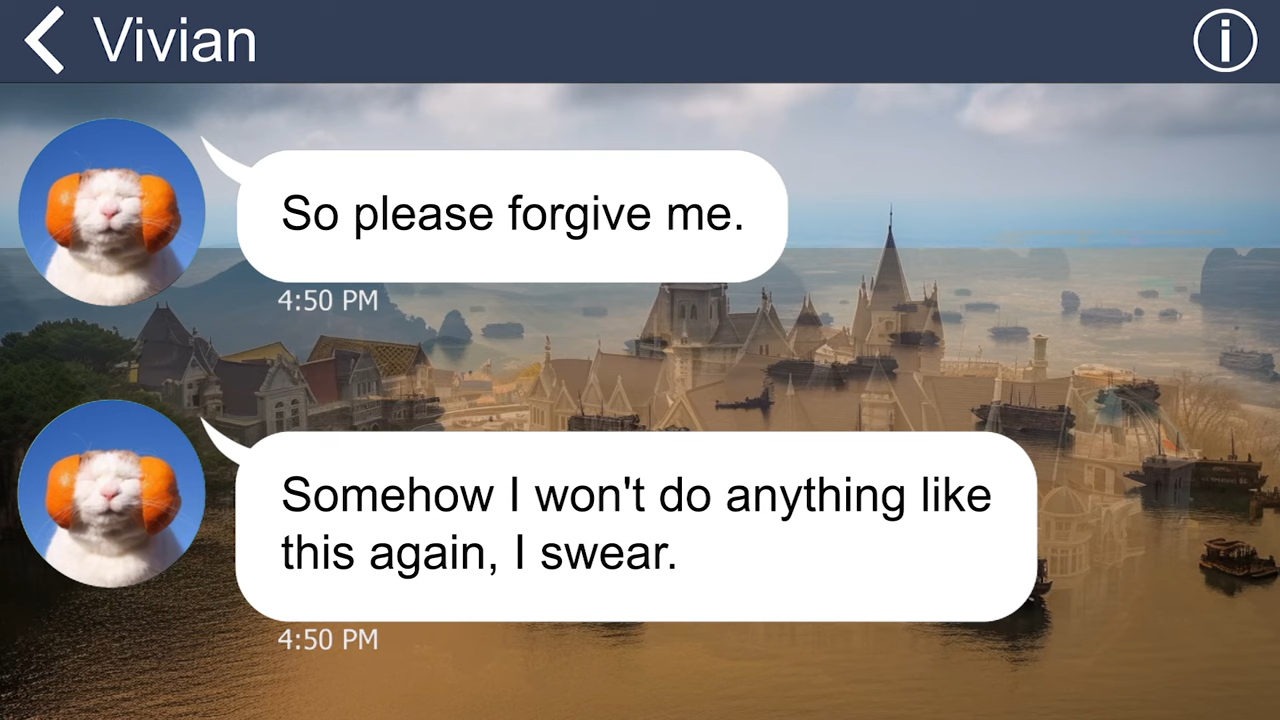 Vivian
So please forgive me.
4:50 PM
Somehow I won't do anything like
this again, I swear.
4:50 PM